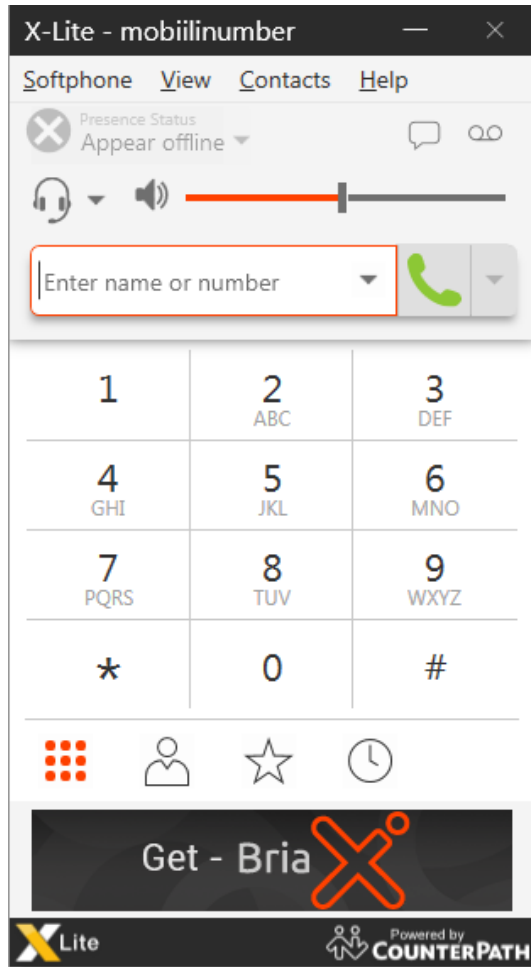 X-Lite - mobiilinumber
Softphone View Contacts Help
Presence Status
Appear offline
Enter name or number
1 2 3
ABC DEF
4 5 6
GHI JKL MNO
7 8 9
PQRS TUV WXYZ
* 0 #
Get - Bria X
X Lite
Powered by
COUNTERPATH